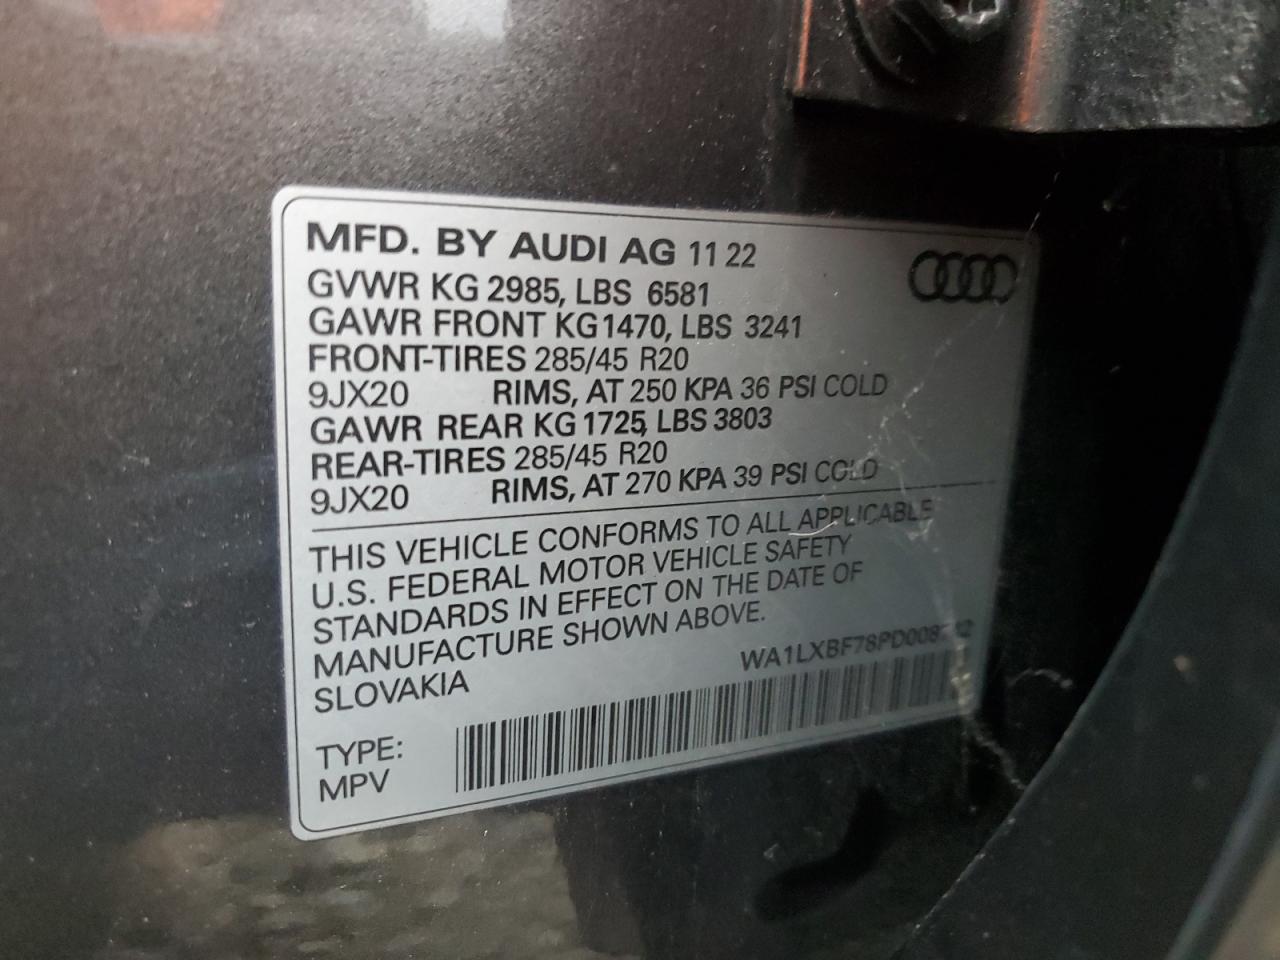 MFD. BY AUDI AG 11 22
GVWR KG 2985, LBS 6581
GAWR FRONT KG1470, LBS 3241
FRONT-TIRES 285/45 R20
9JX20 RIMS, AT 250 KPA 36 PSI COLD
GAWR REAR KG 1725, LBS 3803
REAR-TIRES 285/45 R20
9JX20 RIMS, AT 270 KPA 39 PSI COLD
THIS VEHICLE CONFORMS TO ALL APPLICABLE
U.S. FEDERAL MOTOR VEHICLE SAFETY
STANDARDS IN EFFECT ON THE DATE OF
MANUFACTURE SHOWN ABOVE.
SLOVAKIA
TYPE:
MPV